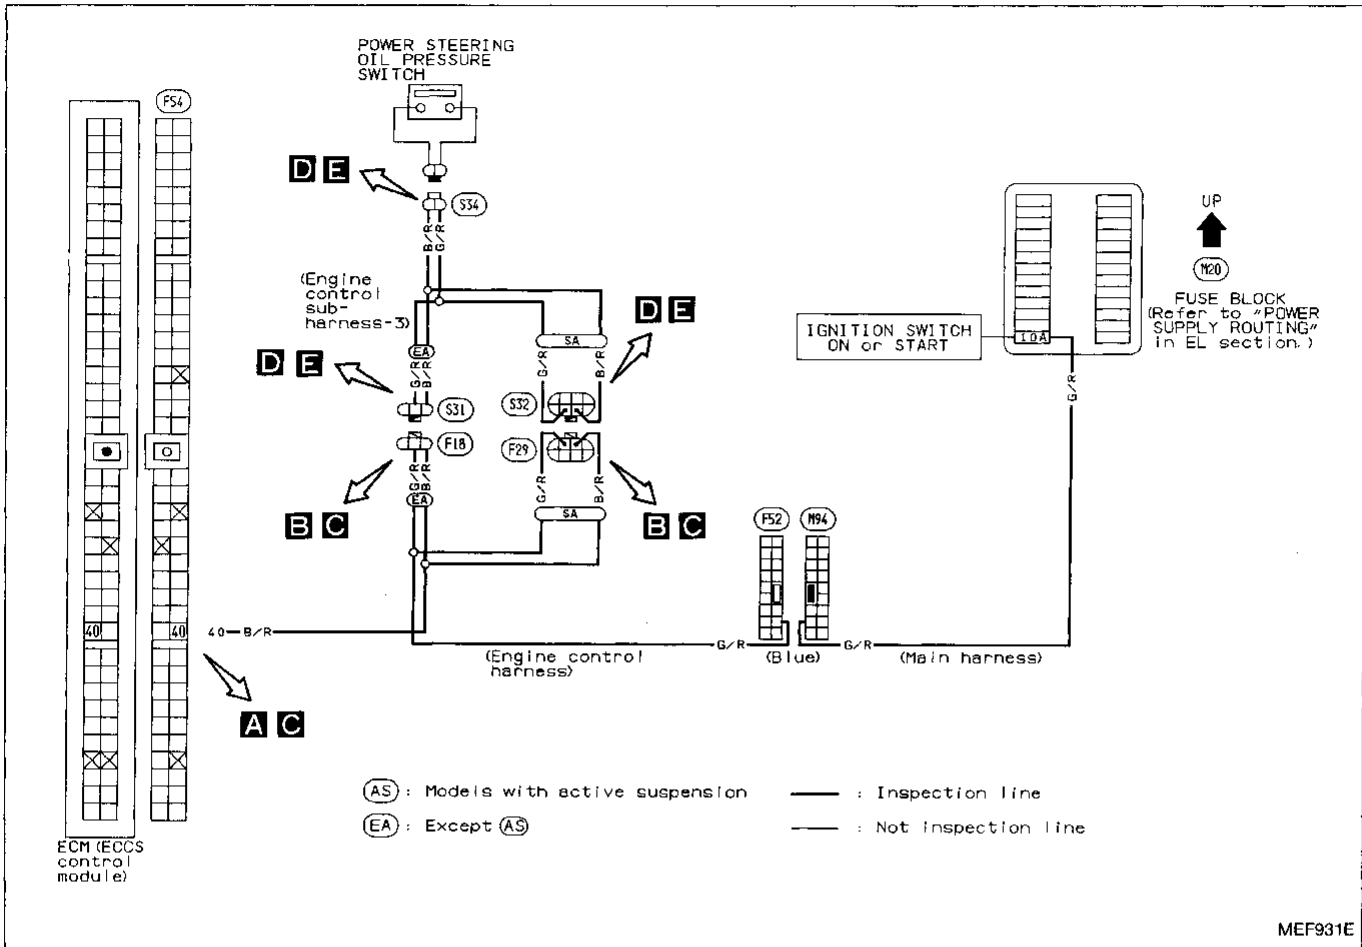 POWER STEERING
OIL PRESSURE
SWITCH
F54
D E
S34
B/R
G/R
(Engine
control
sub-
harness-3)
D E
EA
G/R
B/R
S31
F18
G/R
B/R
EA
B C
SA
G/R
B/R
D E
S32
F29
G/R
B/R
SA
B C
UP
M20
FUSE BLOCK
(Refer to "POWER
SUPPLY ROUTING"
in EL section.)
IGNITION SWITCH
ON or START
10A
G/R
F52
M94
40
40
40 B/R
G/R
(Blue)
G/R
(Engine control
harness)
(Main harness)
A C
AS : Models with active suspension
EA : Except AS
: Inspection line
: Not inspection line
ECM (ECCS
control
module)
MEF931E